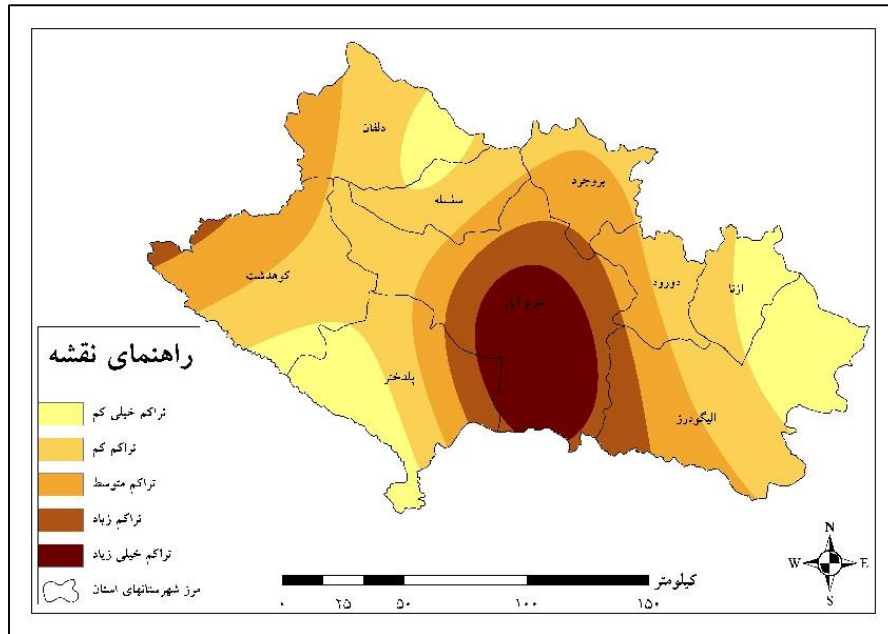 دلفان
سلسله
بروجرد
کوهدشت
خرم آباد
دورود
ازنا
پلدختر
الیگودرز
راهنمای نقشه
تراکم خیلی کم
تراکم کم
تراکم متوسط
تراکم زیاد
تراکم خیلی زیاد
مرز شهرستانهای استان
کیلومتر
۰ ۲۵ ۵۰ ۱۰۰ ۱۵۰
N
W E
S